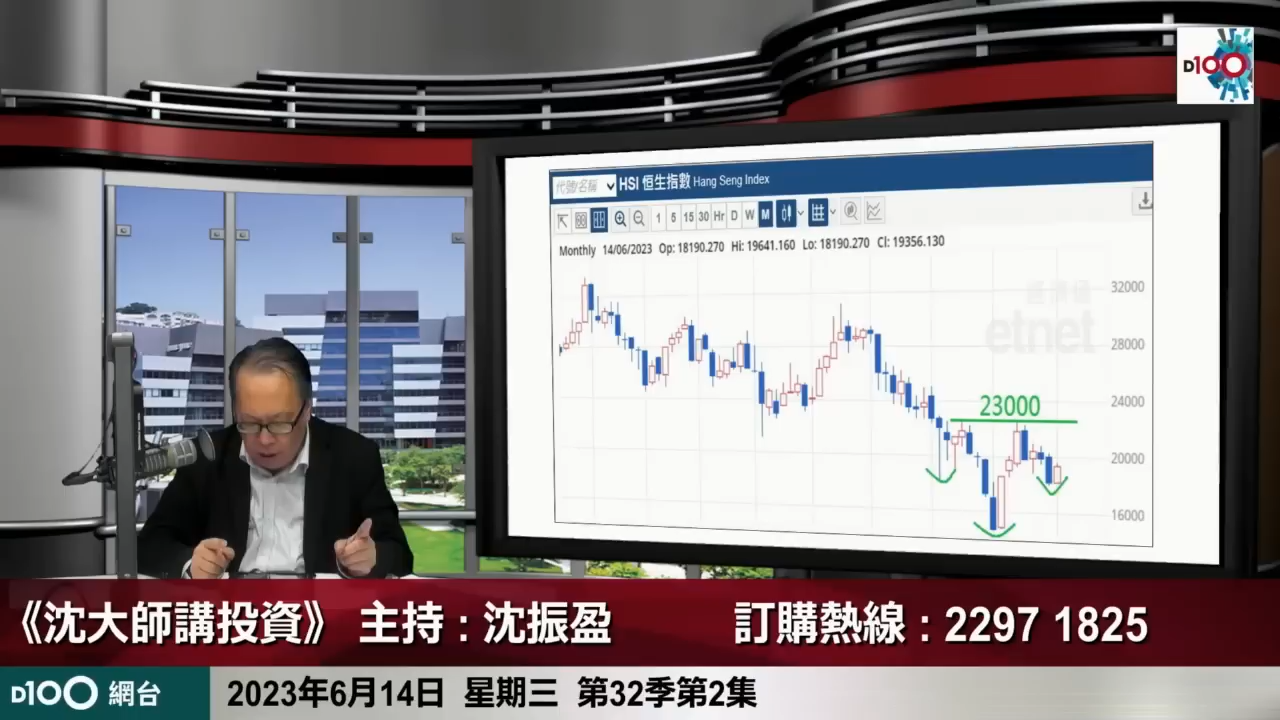 D100
代號/名稱 HSI 恒生指數 Hang Seng Index
1 5 15 30 Hr D W M
Monthly 14/06/2023 Op: 18190.270 Hi: 19641.160 Lo: 18190.270 Cl: 19356.130
經濟通
etnet
32000
28000
24000
23000
20000
16000
《沈大師講投資》 主持：沈振盈 訂購熱線：2297 1825
D100 網台 2023年6月14日 星期三 第32季第2集